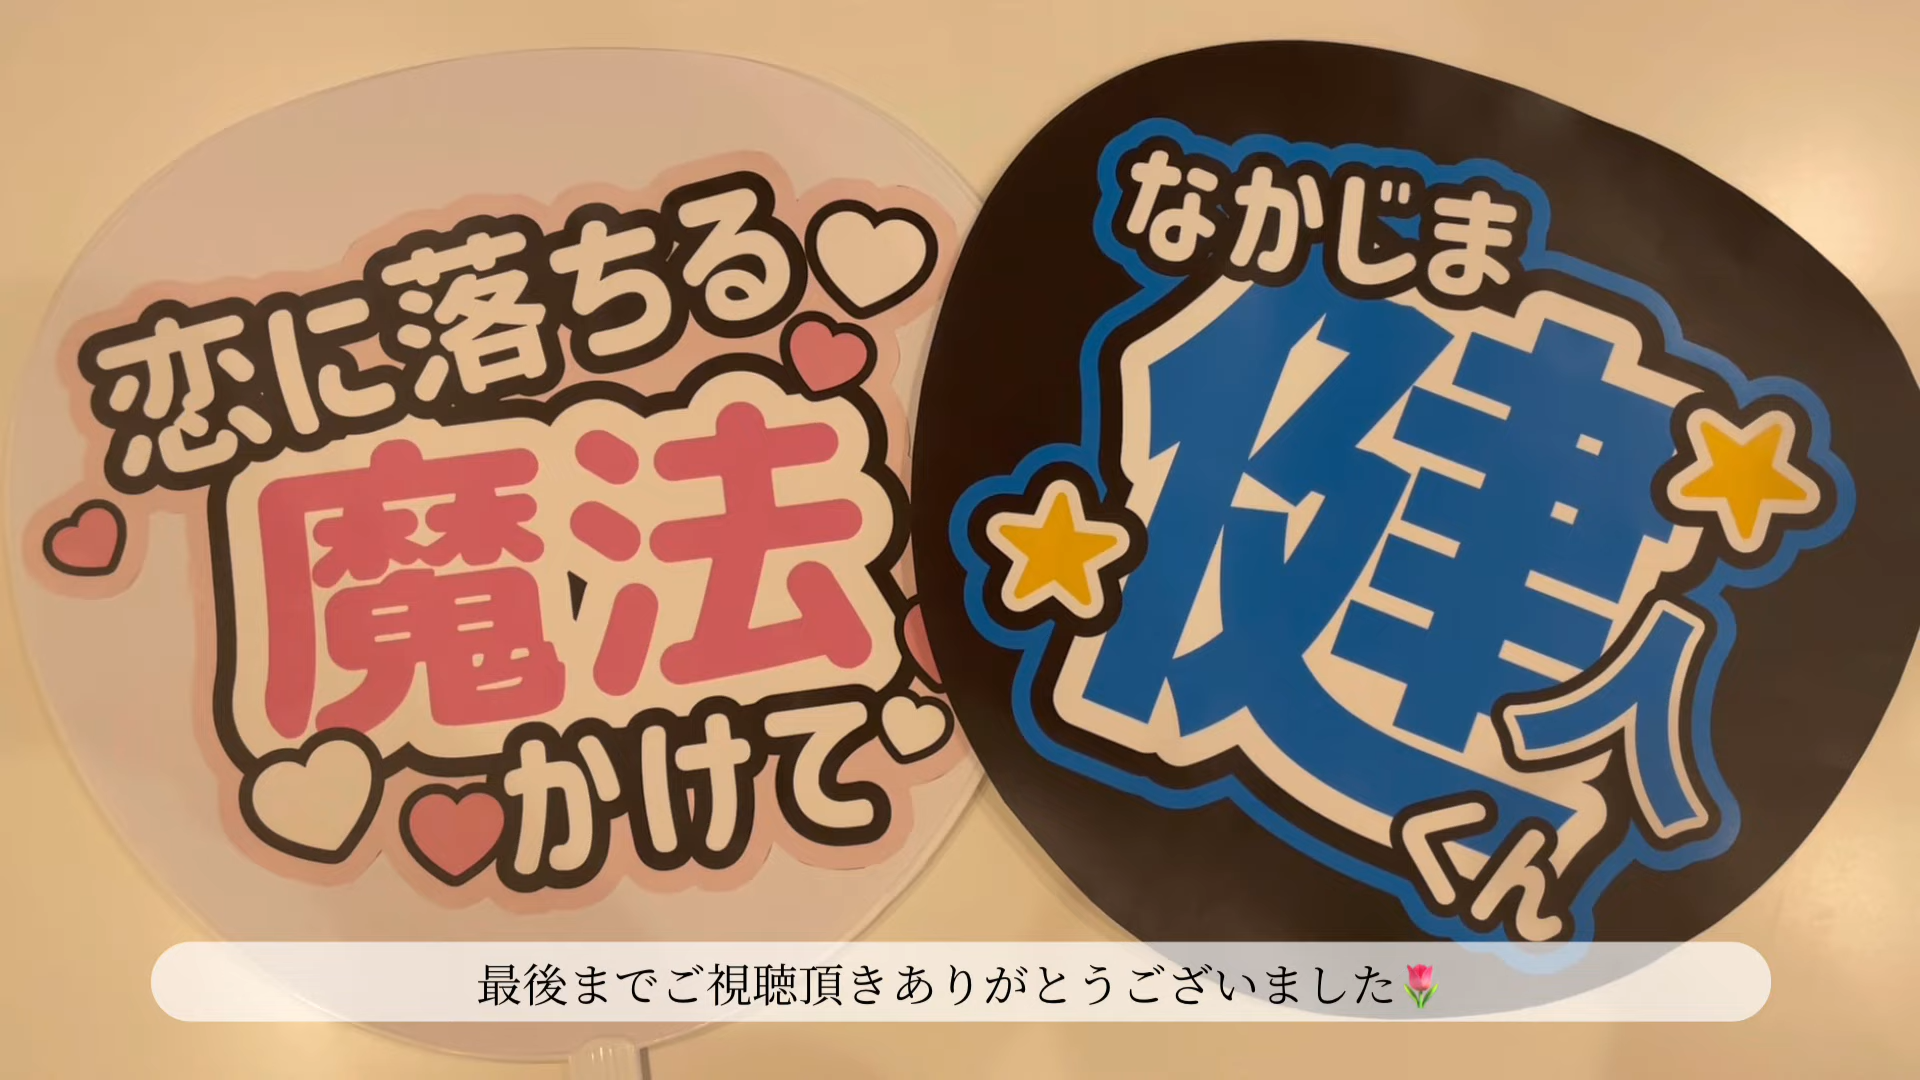 恋に落ちる
魔法
かけて
なかじま
健人
くん
最後までご視聴頂きありがとうございました🌷